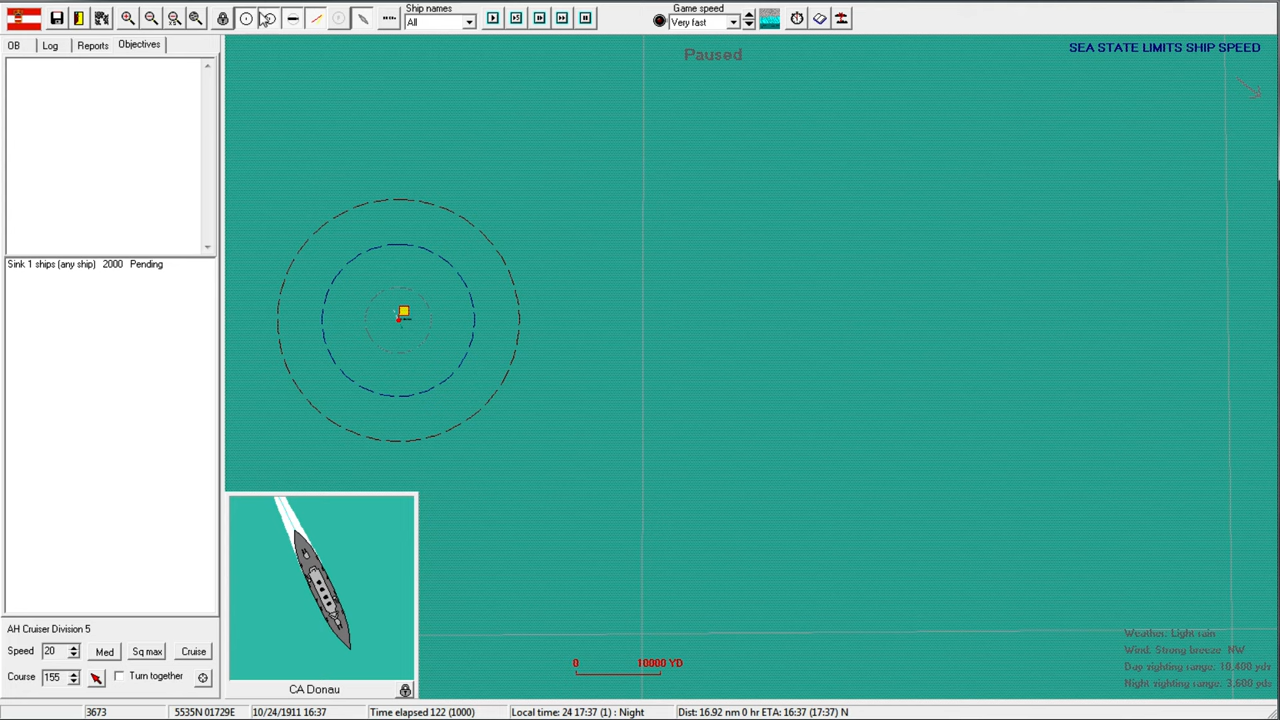 Ship names
All
Game speed
Very fast
OB
Log
Reports
Objectives
Paused
SEA STATE LIMITS SHIP SPEED
Sink 1 ships (any ship) 2000 Pending
AH Cruiser Division 5
Speed 20 Med Sq max Cruise
Course 155 Turn together
CA Donau
0 10000 YD
Weather: Light rain
Wind: Strong breeze NW
Day sighting range: 10,400 yds
Night sighting range: 3,600 yds
3673
5535N 01729E
10/24/1911 16:37
Time elapsed 122 (1000)
Local time: 24 17:37 (1) : Night
Dist: 16.92 nm 0 hr ETA: 16:37 (17:37) N